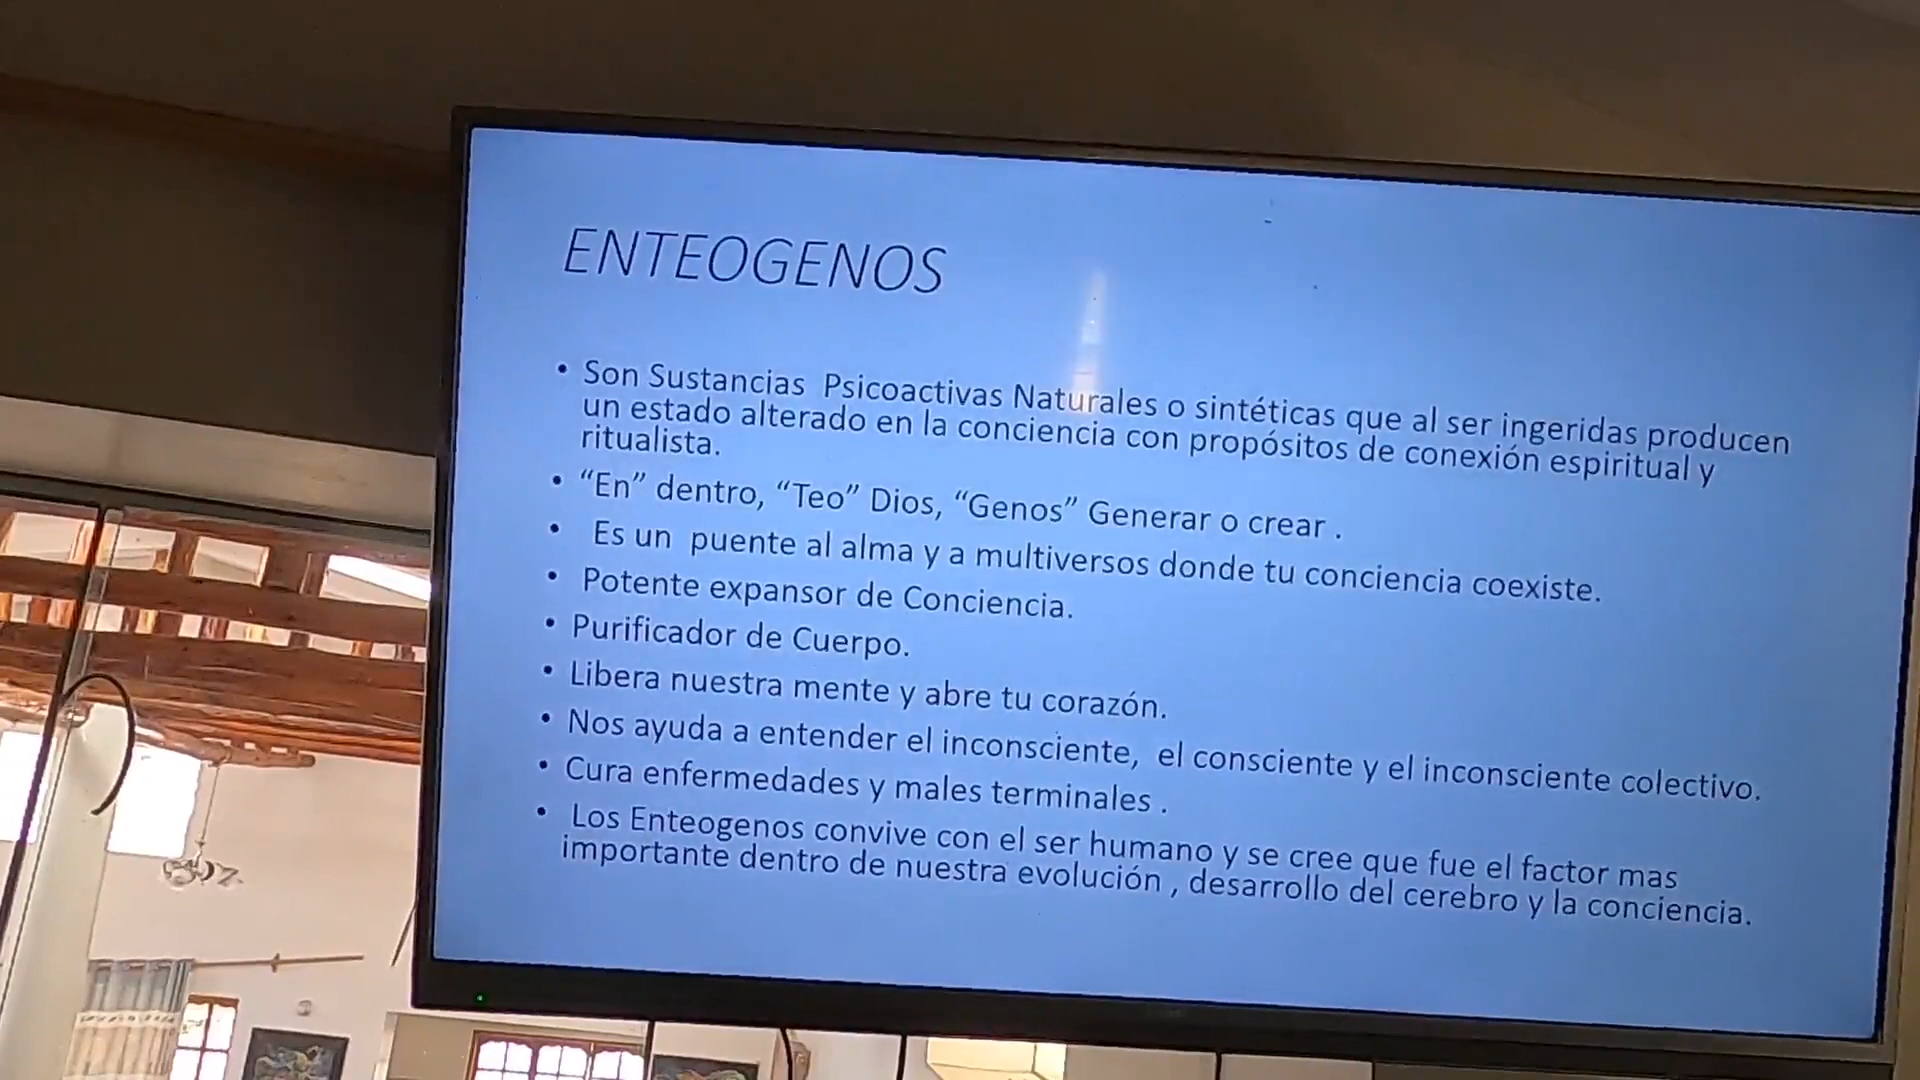 ENTEOGENOS
• Son Sustancias Psicoactivas Naturales o sintéticas que al ser ingeridas producen
un estado alterado en la conciencia con propósitos de conexión espiritual y
ritualista.
• “En” dentro, “Teo” Dios, “Genos” Generar o crear .
• Es un puente al alma y a multiversos donde tu conciencia coexiste.
• Potente expansor de Conciencia.
• Purificador de Cuerpo.
• Libera nuestra mente y abre tu corazón.
• Nos ayuda a entender el inconsciente, el consciente y el inconsciente colectivo.
• Cura enfermedades y males terminales .
• Los Enteogenos convive con el ser humano y se cree que fue el factor mas
importante dentro de nuestra evolución , desarrollo del cerebro y la conciencia.